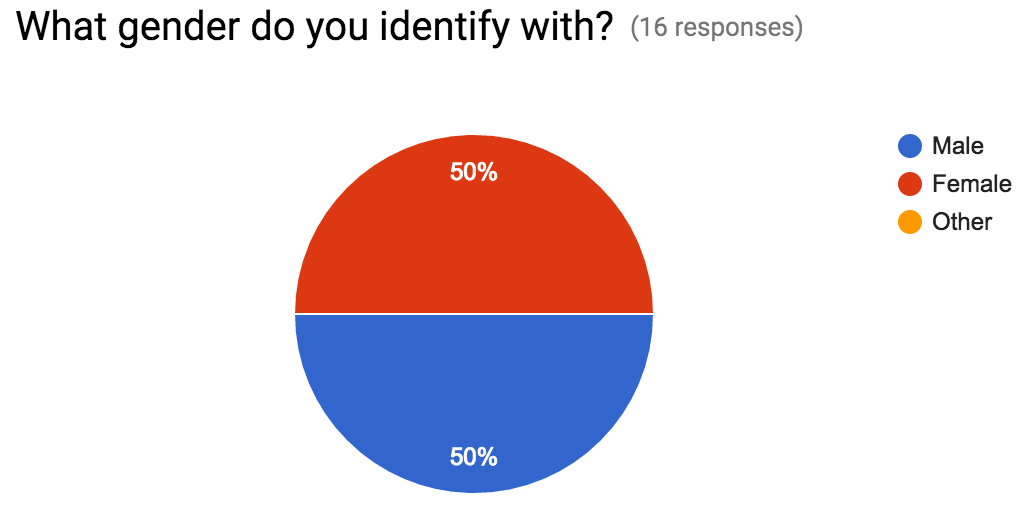 What gender do you identify with? (16 responses)
50%
50%
Male
Female
Other